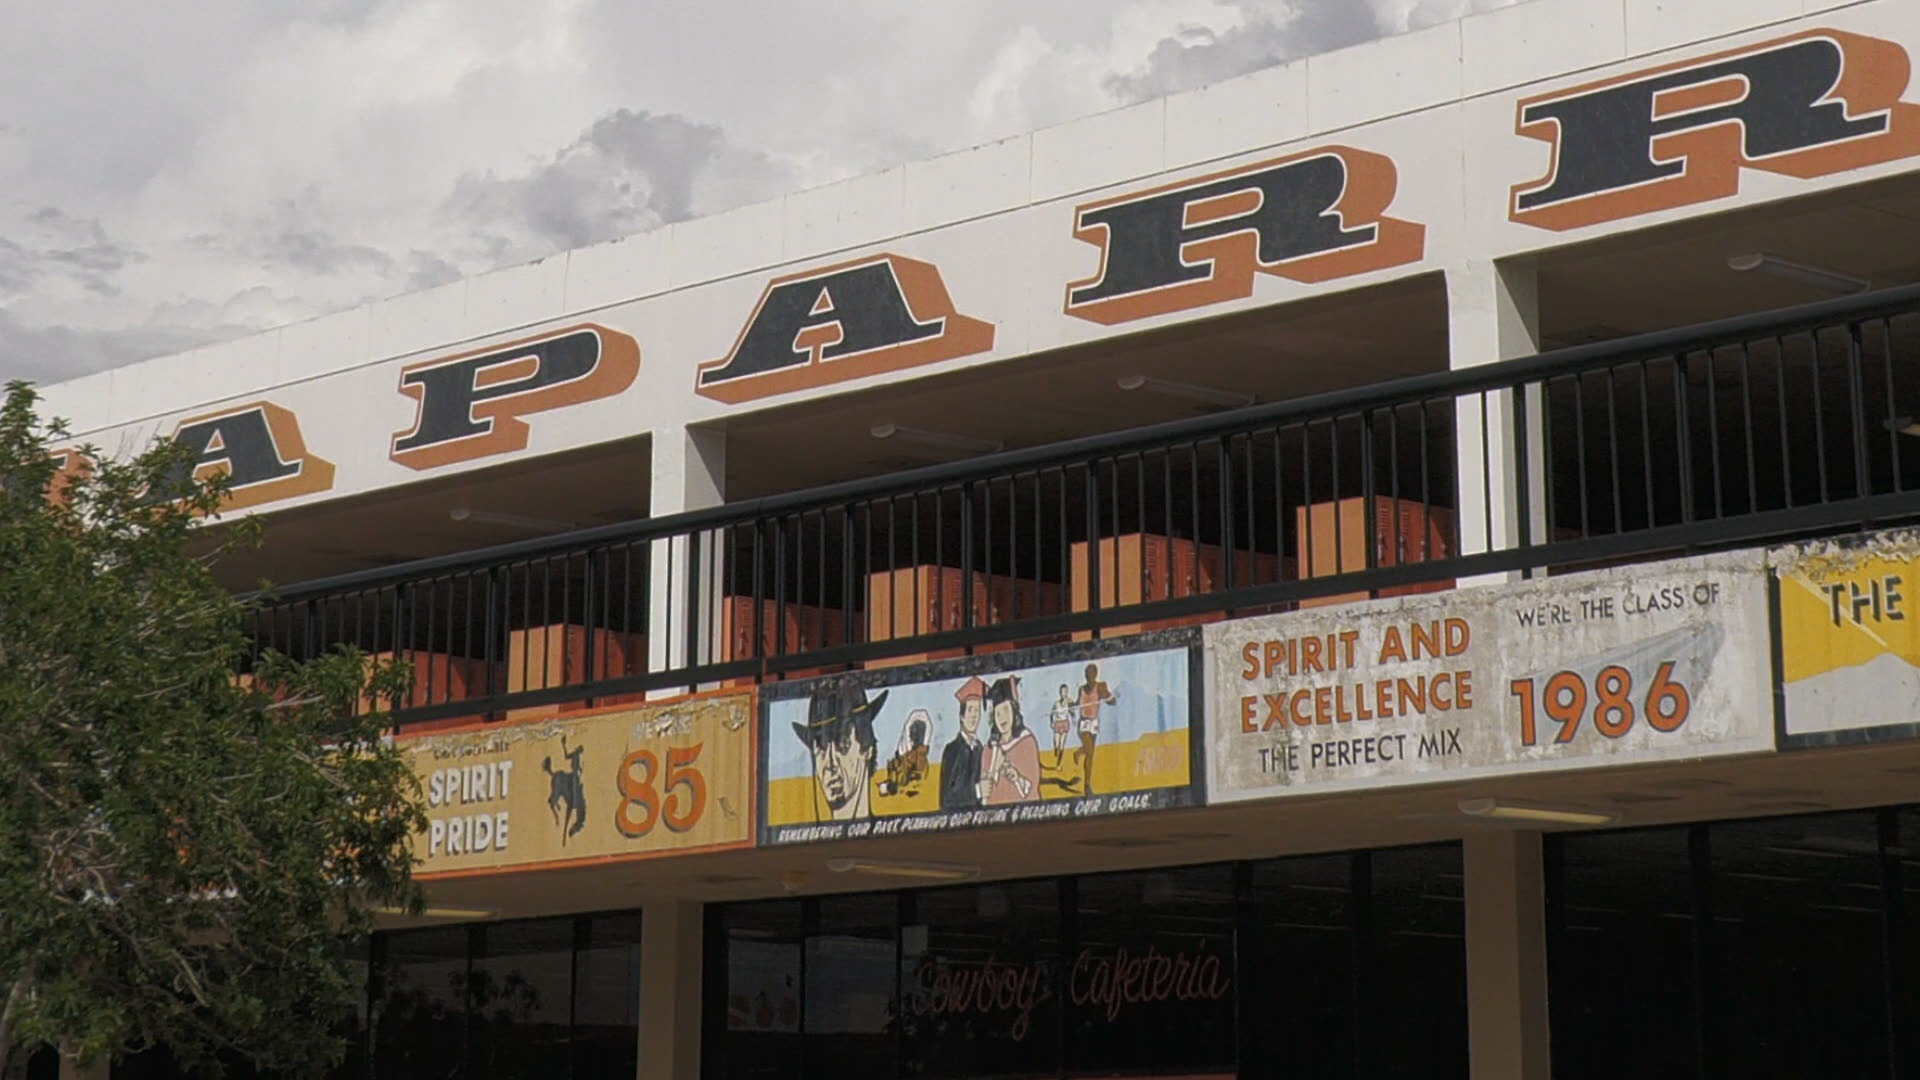 APARR
SPIRIT
PRIDE
85
REMEMBERING OUR PAST, PLANNING OUR FUTURE & REACHING OUR GOALS.
SPIRIT AND
EXCELLENCE
THE PERFECT MIX
WE'RE THE CLASS OF
1986
THE
Cowboy Cafeteria